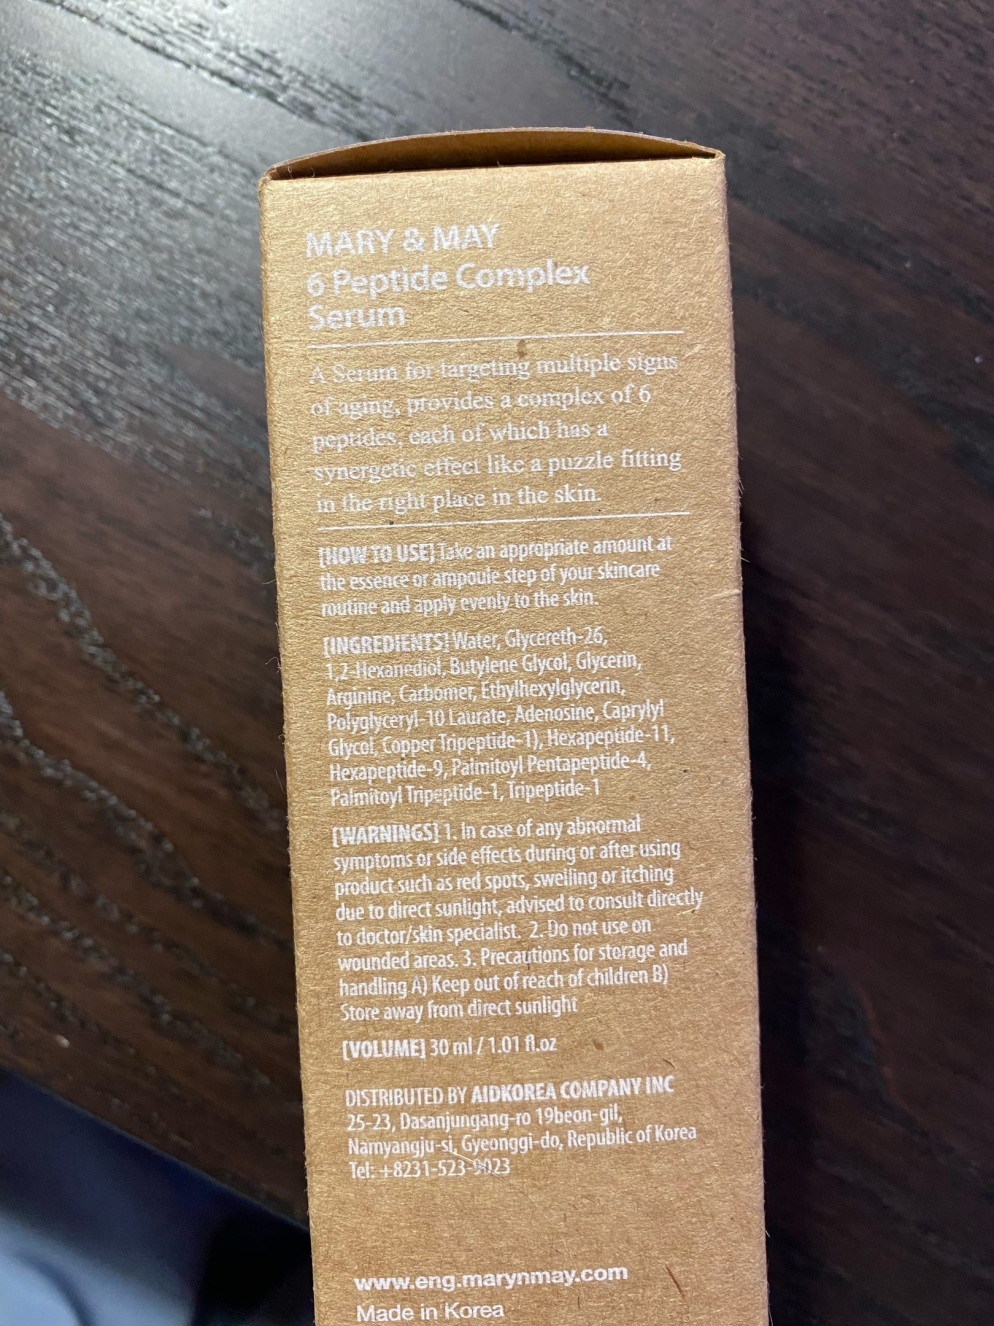 MARY & MAY
6 Peptide Complex
Serum
A Serum for targeting multiple signs
of aging, provides a complex of 6
peptides, each of which has a
synergetic effect like a puzzle fitting
in the right place in the skin.
[HOW TO USE] Take an appropriate amount at
the essence or ampoule step of your skincare
routine and apply evenly to the skin.
[INGREDIENTS] Water, Glycereth-26,
1,2-Hexanediol, Butylene Glycol, Glycerin,
Arginine, Carbomer, Ethylhexylglycerin,
Polyglyceryl-10 Laurate, Adenosine, Caprylyl
Glycol, Copper Tripeptide-1), Hexapeptide-11,
Hexapeptide-9, Palmitoyl Pentapeptide-4,
Palmitoyl Tripeptide-1, Tripeptide-1
[WARNINGS] 1. In case of any abnormal
symptoms or side effects during or after using
product such as red spots, swelling or itching
due to direct sunlight, advised to consult directly
to doctor/skin specialist. 2. Do not use on
wounded areas. 3. Precautions for storage and
handling A) Keep out of reach of children B)
Store away from direct sunlight
[VOLUME] 30 ml / 1.01 fl.oz
DISTRIBUTED BY AIDKOREA COMPANY INC
25-23, Dasanjungang-ro 19beon-gil,
Namyangju-si, Gyeonggi-do, Republic of Korea
Tel: +8231-523-9023
www.eng.marynmay.com
Made in Korea